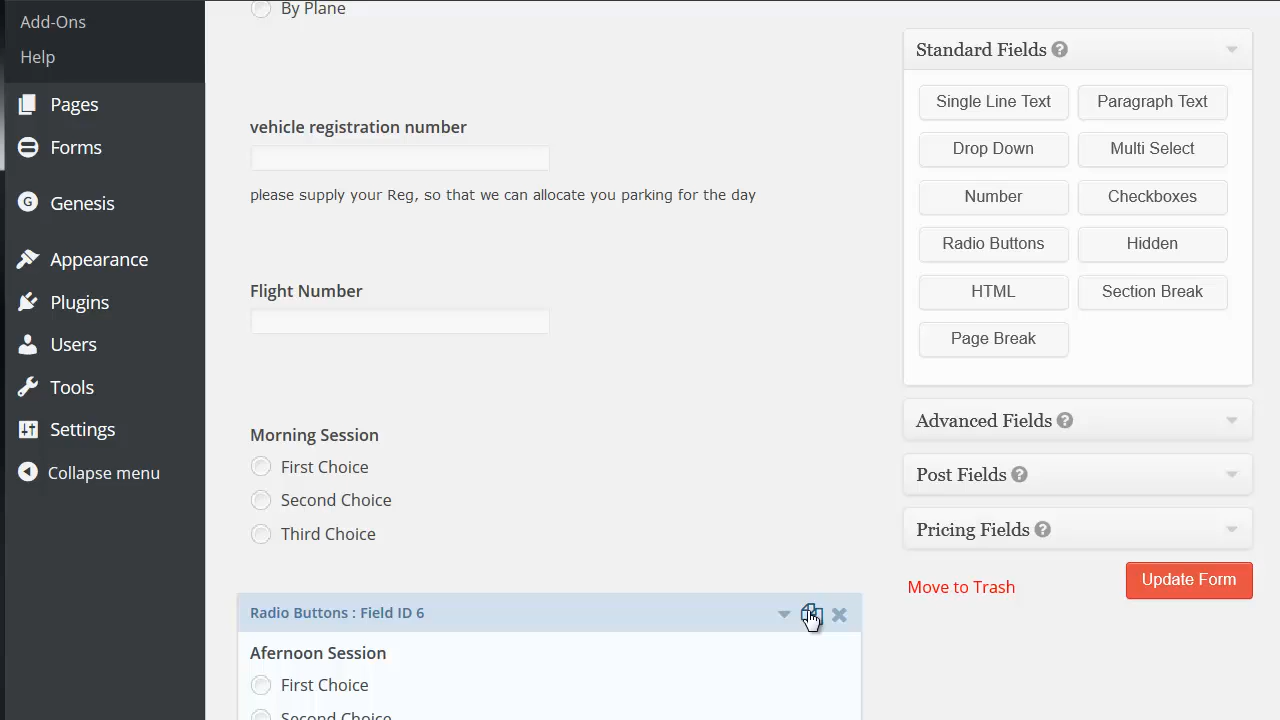 Add-Ons
Help
Pages
Forms
Genesis
Appearance
Plugins
Users
Tools
Settings
Collapse menu
By Plane
vehicle registration number
please supply your Reg, so that we can allocate you parking for the day
Flight Number
Morning Session
First Choice
Second Choice
Third Choice
Radio Buttons : Field ID 6
Afernoon Session
First Choice
Second Choice
Standard Fields
Single Line Text
Paragraph Text
Drop Down
Multi Select
Number
Checkboxes
Radio Buttons
Hidden
HTML
Section Break
Page Break
Advanced Fields
Post Fields
Pricing Fields
Move to Trash
Update Form